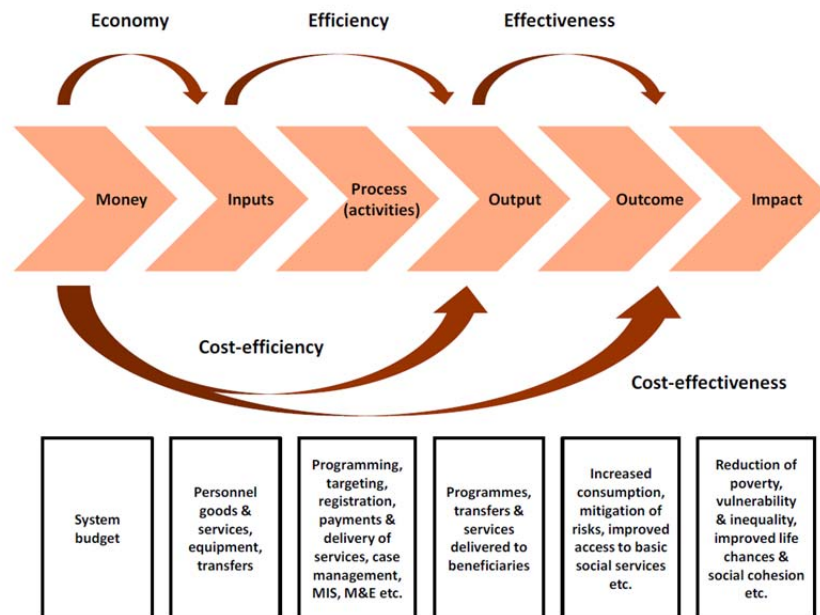 Economy
Efficiency
Effectiveness
Money
Inputs
Process
(activities)
Output
Outcome
Impact
Cost-efficiency
Cost-effectiveness
System
budget
Personnel
goods &
services,
equipment,
transfers
Programming,
targeting,
registration,
payments &
delivery of
services, case
management,
MIS, M&E etc.
Programmes,
transfers &
services
delivered to
beneficiaries
Increased
consumption,
mitigation of
risks, improved
access to basic
social services
etc.
Reduction of
poverty,
vulnerability
& inequality,
improved life
chances &
social cohesion
etc.